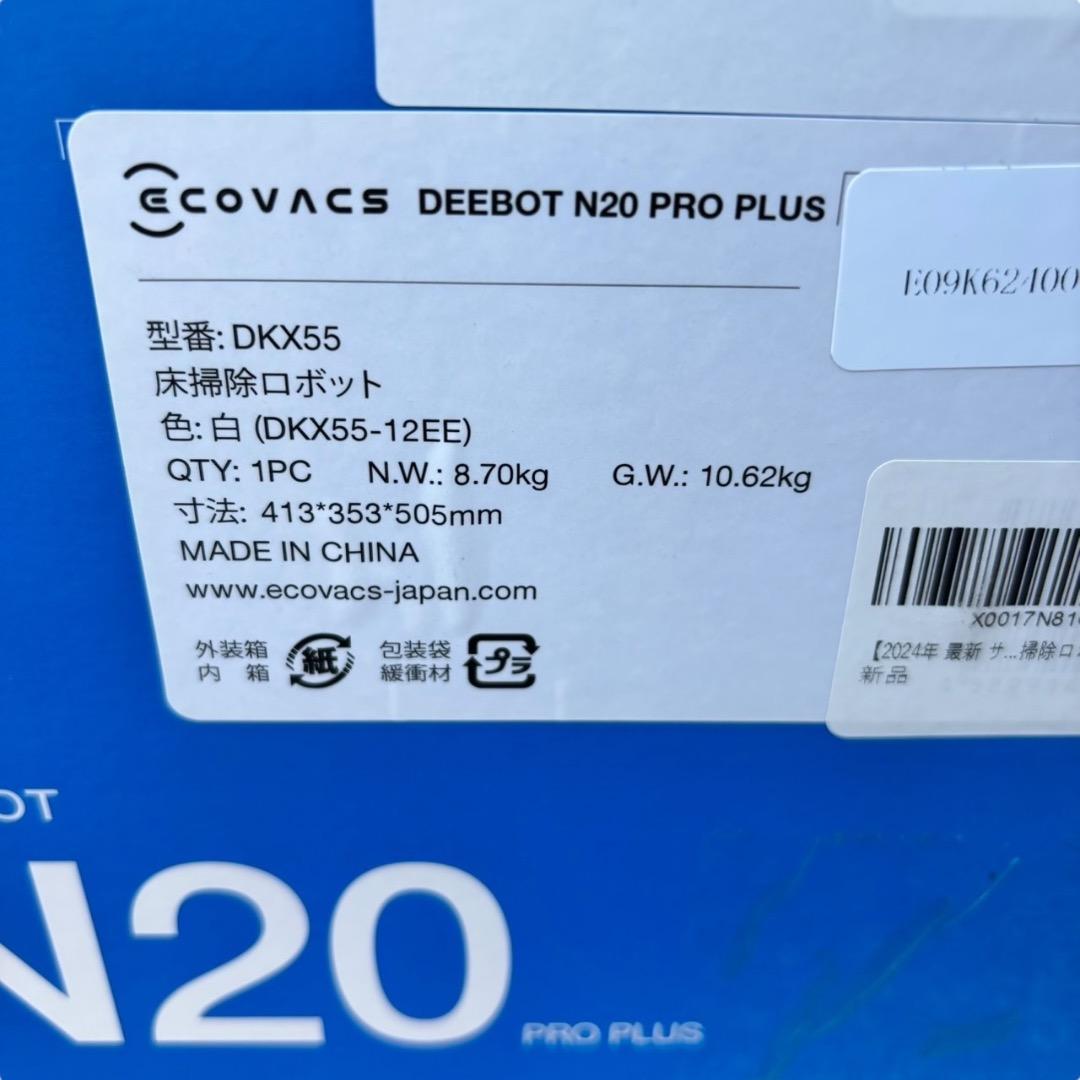 ECOVACS DEEBOT N20 PRO PLUS
E09K62400
型番: DKX55
床掃除ロボット
色: 白 (DKX55-12EE)
QTY: 1PC N.W.: 8.70kg G.W.: 10.62kg
寸法: 413*353*505mm
MADE IN CHINA
www.ecovacs-japan.com
外装箱
内 箱
紙
包装袋
緩衝材
プラ
X0017N81
【2024年 最新 サ...掃除ロ
新品
OT
N20
PRO PLUS